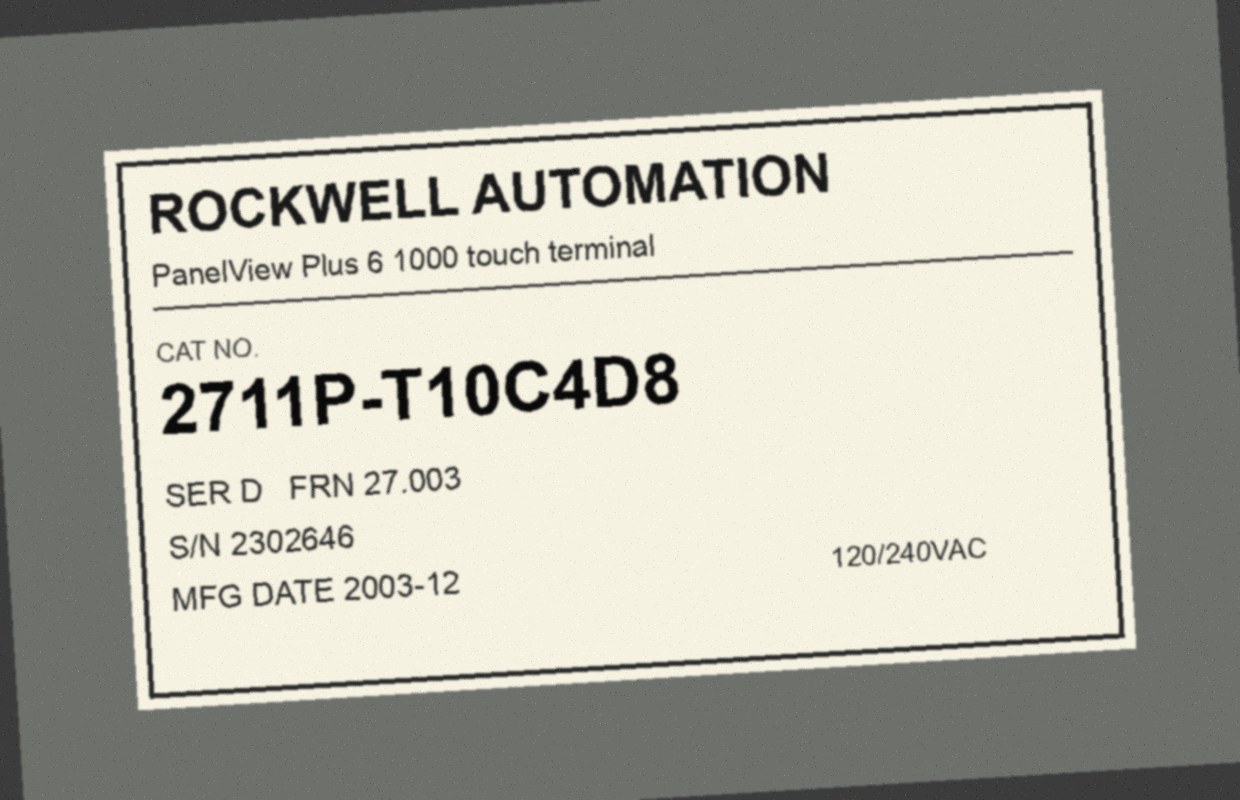 ROCKWELL AUTOMATION
PanelView Plus 6 1000 touch terminal
CAT NO.
2711P-T10C4D8
SER D   FRN 27.003
S/N 2302646
MFG DATE 2003-12
120/240VAC